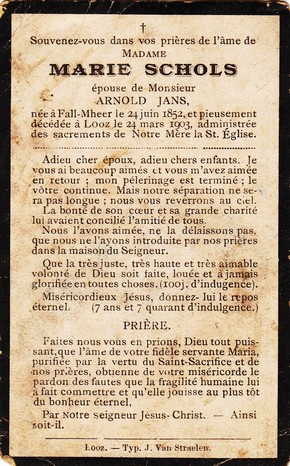 †
Souvenez-vous dans vos prières de l'âme de
MADAME
MARIE SCHOLS
épouse de Monsieur
ARNOLD JANS,
née à Fall-Mheer le 24 juin 1852, et pieusement
décédée à Looz le 24 mars 1903, administrée
des sacrements de Notre Mère la St. Église.
Adieu cher époux, adieu chers enfants. Je
vous ai beaucoup aimés et vous m'avez aimée
en retour ; mon pélerinage est terminé ; le
vôtre continue. Mais notre séparation ne se-
ra pas longue ; nous vous reverrons au ciel.
La bonté de son cœur et sa grande charité
lui avaient concilié l'amitié de tous.
Nous l'avons aimée, ne la délaissons pas,
que nous ne l'ayons introduite par nos prières
dans la maison du Seigneur.
Que la très juste, très haute et très aimable
volonté de Dieu soit faite, louée et à jamais
glorifiée en toutes choses. (100j. d'indulgence).
Miséricordieux Jésus, donnez-lui le repos
éternel. (7 ans et 7 quarant d'indulgence.)
PRIÈRE.
Faites nous vous en prions, Dieu tout puis-
sant, que l'âme de votre fidèle servante Maria,
purifiée par la vertu du Saint-Sacrifice et de
nos prières, obtienne de votre miséricorde le
pardon des fautes que la fragilité humaine lui
à fait commettre et qu'elle jouisse au plus tôt
du bonheur éternel.
Par Notre seigneur Jésus-Christ. — Ainsi
soit-il.
Looz. — Typ. J. Van Straelen.